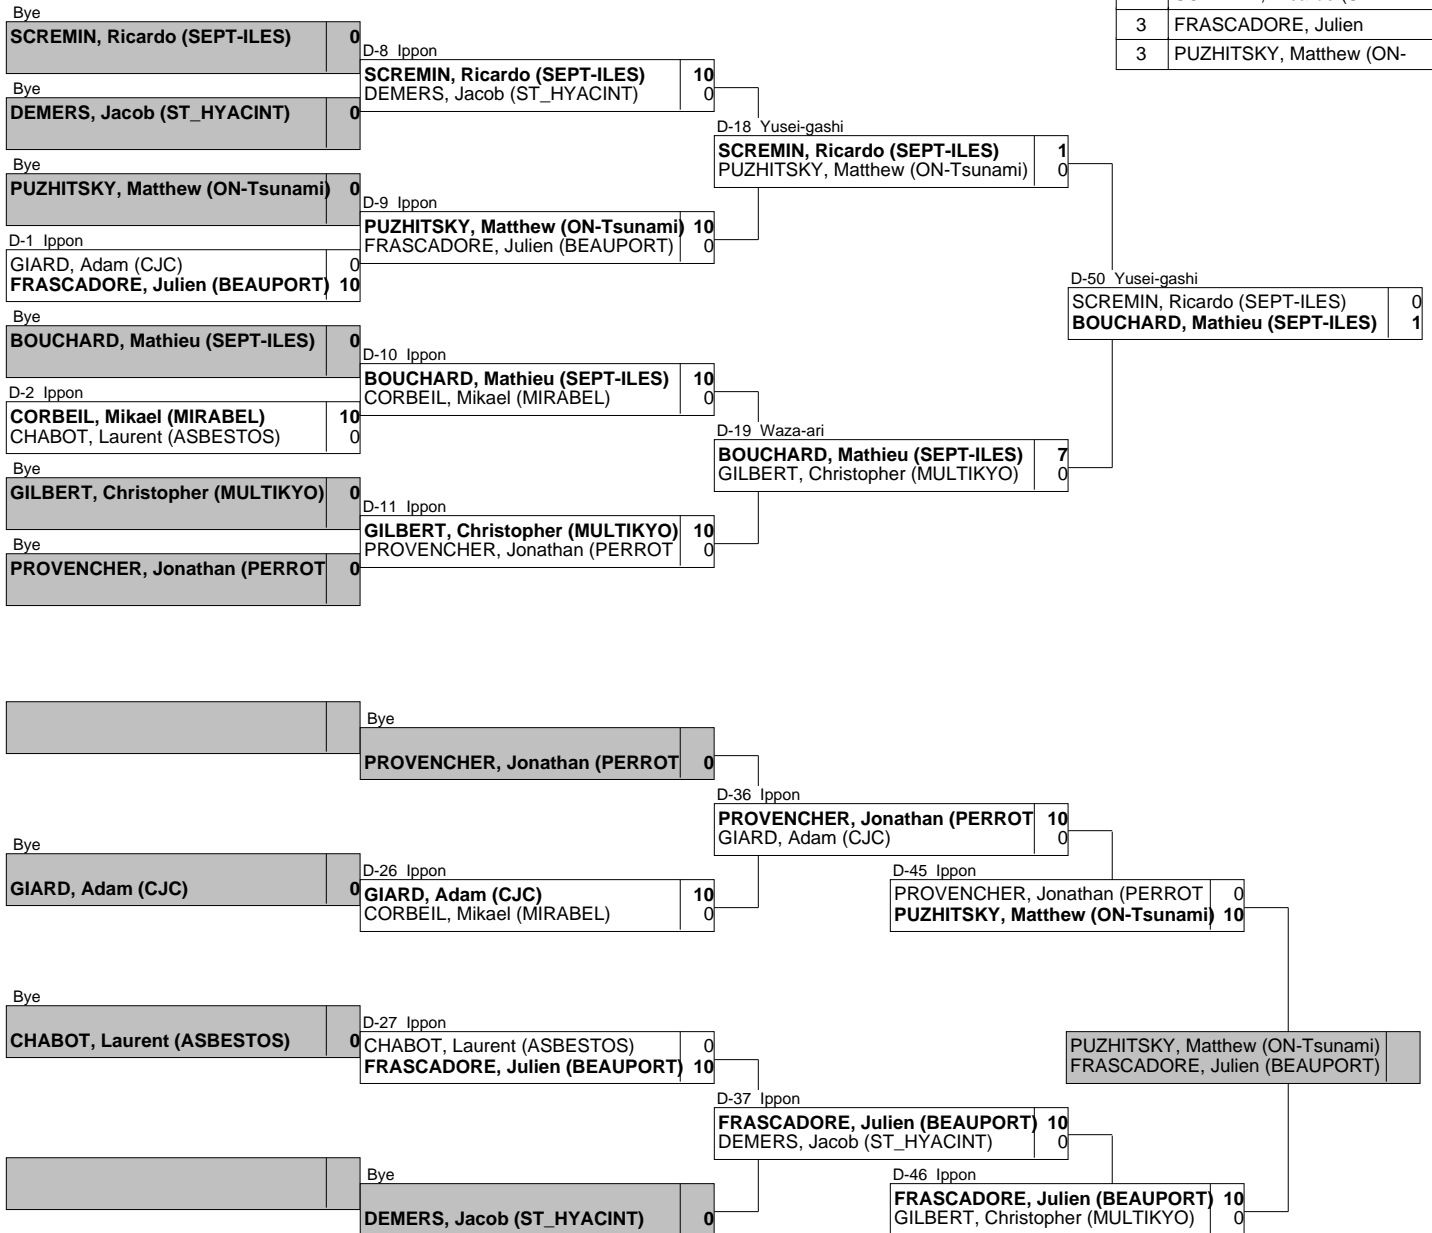 Bye
SCREMIN, Ricardo (SEPT-ILES) 0
Bye
DEMERS, Jacob (ST_HYACINT) 0
Bye
PUZHITSKY, Matthew (ON-Tsunami) 0
D-1 Ippon
GIARD, Adam (CJC) 0
FRASCADORE, Julien (BEAUPORT) 10
Bye
BOUCHARD, Mathieu (SEPT-ILES) 0
D-2 Ippon
CORBEIL, Mikael (MIRABEL) 10
CHABOT, Laurent (ASBESTOS) 0
Bye
GILBERT, Christopher (MULTIKYO) 0
Bye
PROVENCHER, Jonathan (PERROT 0
D-8 Ippon
SCREMIN, Ricardo (SEPT-ILES) 10
DEMERS, Jacob (ST_HYACINT) 0
D-9 Ippon
PUZHITSKY, Matthew (ON-Tsunami) 10
FRASCADORE, Julien (BEAUPORT) 0
D-10 Ippon
BOUCHARD, Mathieu (SEPT-ILES) 10
CORBEIL, Mikael (MIRABEL) 0
D-11 Ippon
GILBERT, Christopher (MULTIKYO) 10
PROVENCHER, Jonathan (PERROT 0
D-18 Yusei-gashi
SCREMIN, Ricardo (SEPT-ILES) 1
PUZHITSKY, Matthew (ON-Tsunami) 0
D-19 Waza-ari
BOUCHARD, Mathieu (SEPT-ILES) 7
GILBERT, Christopher (MULTIKYO) 0
D-50 Yusei-gashi
SCREMIN, Ricardo (SEPT-ILES) 0
BOUCHARD, Mathieu (SEPT-ILES) 1
3 FRASCADORE, Julien
3 PUZHITSKY, Matthew (ON-
GIARD, Adam (CJC) 0
Bye
CHABOT, Laurent (ASBESTOS) 0
Bye
Bye
PROVENCHER, Jonathan (PERROT 0
D-26 Ippon
GIARD, Adam (CJC) 10
CORBEIL, Mikael (MIRABEL) 0
D-27 Ippon
CHABOT, Laurent (ASBESTOS) 0
FRASCADORE, Julien (BEAUPORT) 10
Bye
DEMERS, Jacob (ST_HYACINT) 0
D-36 Ippon
PROVENCHER, Jonathan (PERROT 10
GIARD, Adam (CJC) 0
D-37 Ippon
FRASCADORE, Julien (BEAUPORT) 10
DEMERS, Jacob (ST_HYACINT) 0
D-45 Ippon
PROVENCHER, Jonathan (PERROT 0
PUZHITSKY, Matthew (ON-Tsunami) 10
D-46 Ippon
FRASCADORE, Julien (BEAUPORT) 10
GILBERT, Christopher (MULTIKYO) 0
PUZHITSKY, Matthew (ON-Tsunami)
FRASCADORE, Julien (BEAUPORT)